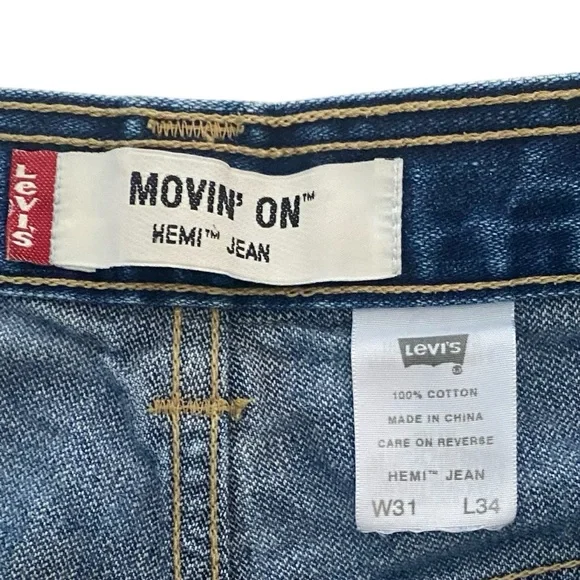 LEVI'S
MOVIN' ON™
HEMI™ JEAN
LEVI'S
®
100% COTTON
MADE IN CHINA
CARE ON REVERSE
HEMI™ JEAN
W31 L34